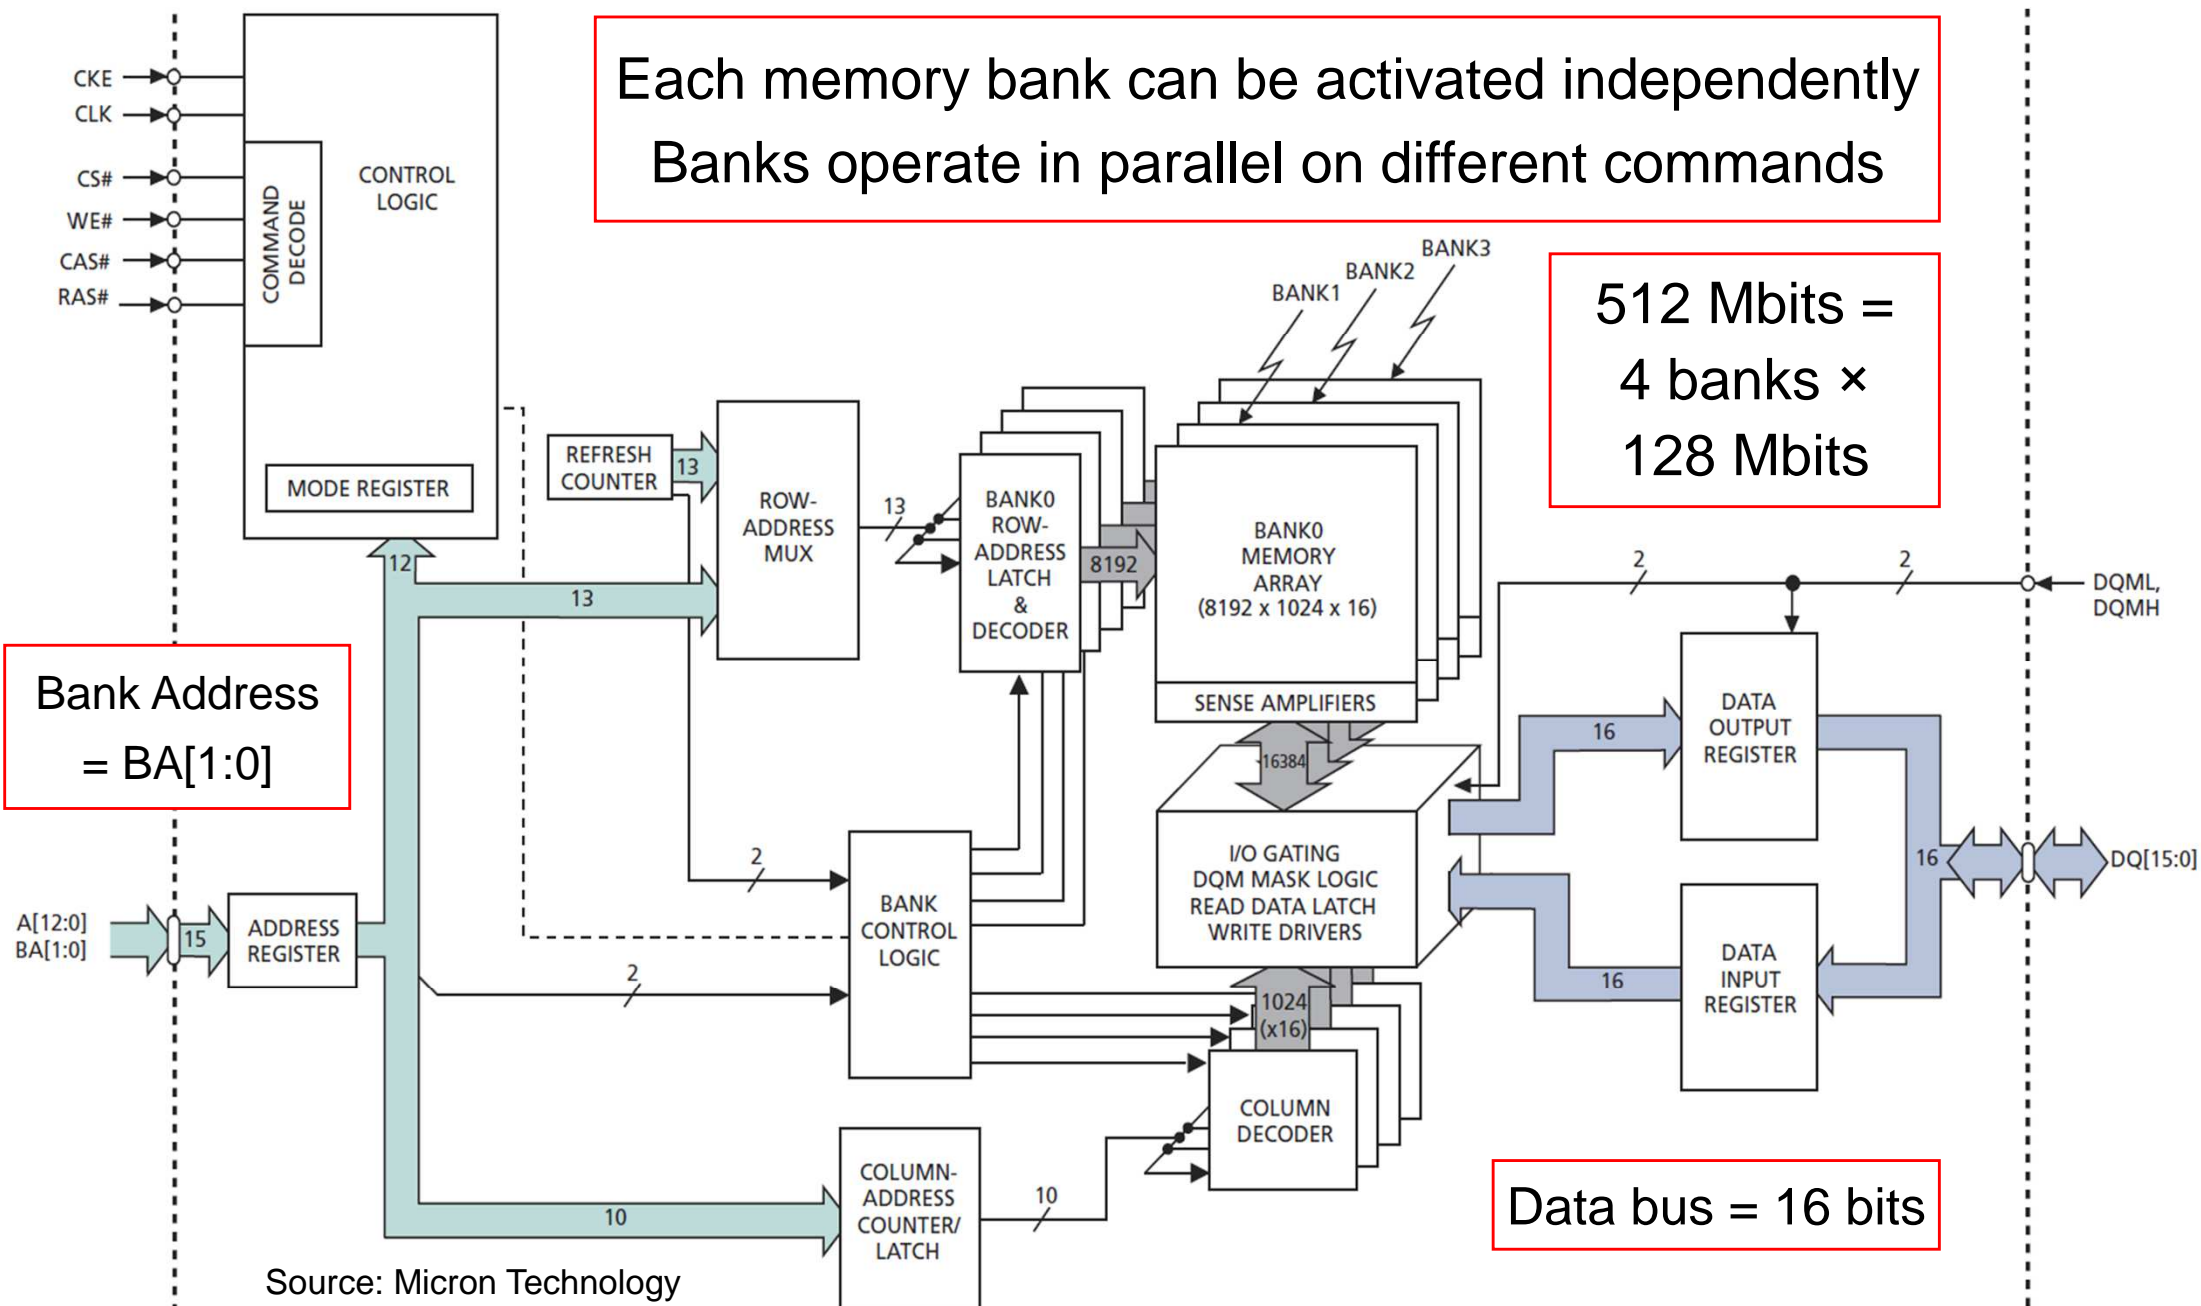 Each memory bank can be activated independently
Banks operate in parallel on different commands
CKE
CLK
CS#
WE#
CAS#
RAS#
COMMAND
DECODE
CONTROL
LOGIC
MODE REGISTER
12
BANK1
BANK2
BANK3
512 Mbits =
4 banks ×
128 Mbits
REFRESH
COUNTER
13
13
ROW-
ADDRESS
MUX
13
BANK0
ROW-
ADDRESS
LATCH
&
DECODER
8192
BANK0
MEMORY
ARRAY
(8192 x 1024 x 16)
SENSE AMPLIFIERS
16384
2
2
DQML,
DQMH
Bank Address
= BA[1:0]
A[12:0]
BA[1:0]
15
ADDRESS
REGISTER
2
2
BANK
CONTROL
LOGIC
I/O GATING
DQM MASK LOGIC
READ DATA LATCH
WRITE DRIVERS
16
DATA
OUTPUT
REGISTER
16
DQ[15:0]
16
DATA
INPUT
REGISTER
1024
(x16)
COLUMN
DECODER
10
COLUMN-
ADDRESS
COUNTER/
LATCH
10
Data bus = 16 bits
Source: Micron Technology